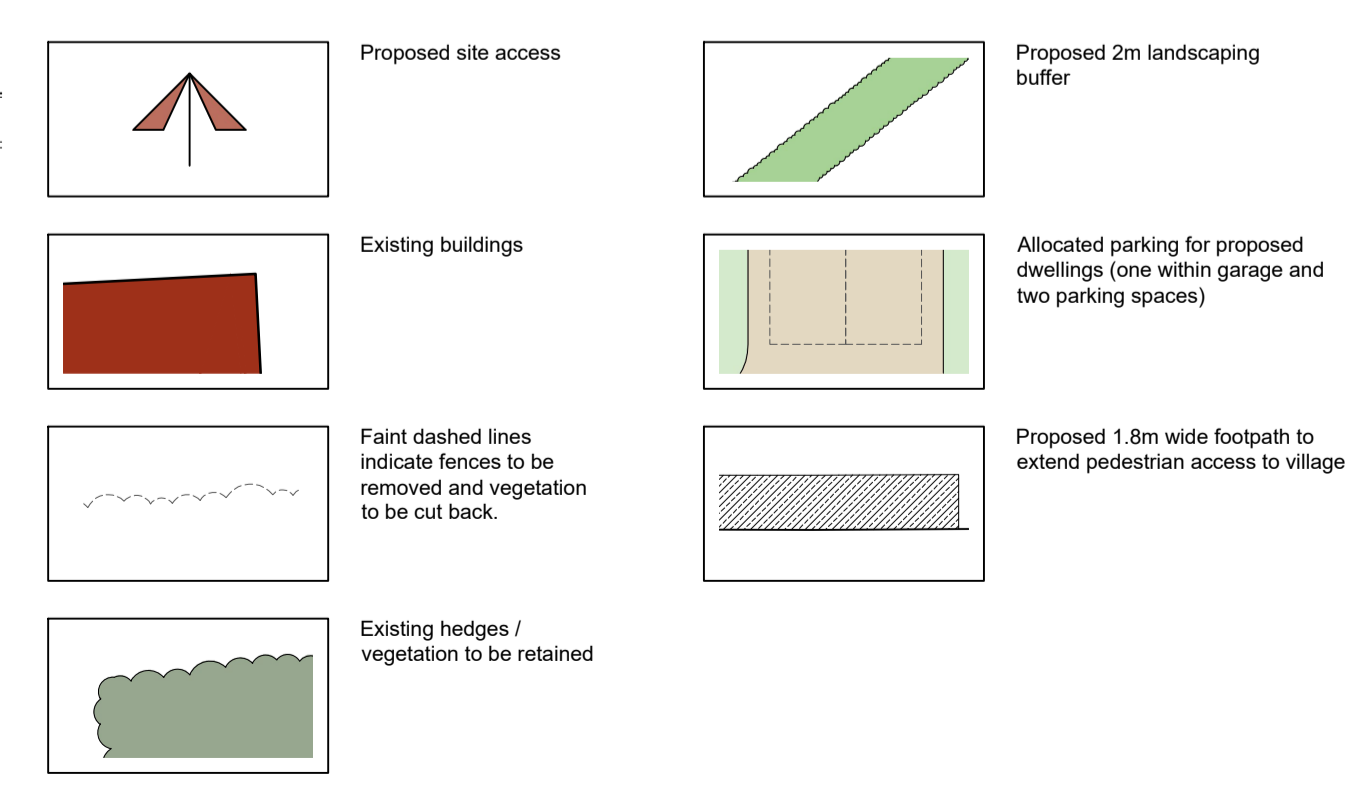 Proposed site access
Existing buildings
Faint dashed lines
indicate fences to be
removed and vegetation
to be cut back.
Existing hedges /
vegetation to be retained
Proposed 2m landscaping
buffer
Allocated parking for proposed
dwellings (one within garage and
two parking spaces)
Proposed 1.8m wide footpath to
extend pedestrian access to village